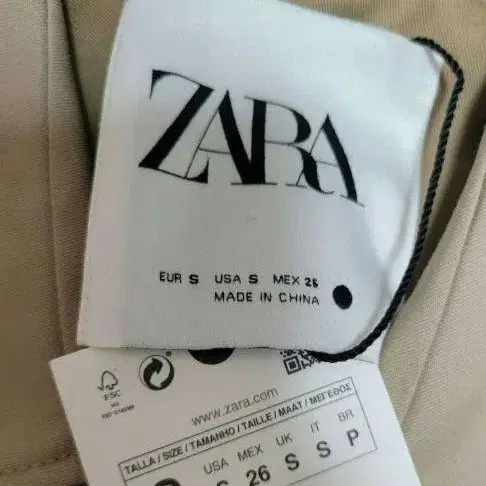 ZARA
EUR S USA S MEX 26
MADE IN CHINA
FSC
www.zara.com
TALLA / SIZE / TAMANHO / TAILLE / MAAT / ΜΕΓΕΘΟΣ
USA MEX UK IT BR
S 26 S S P